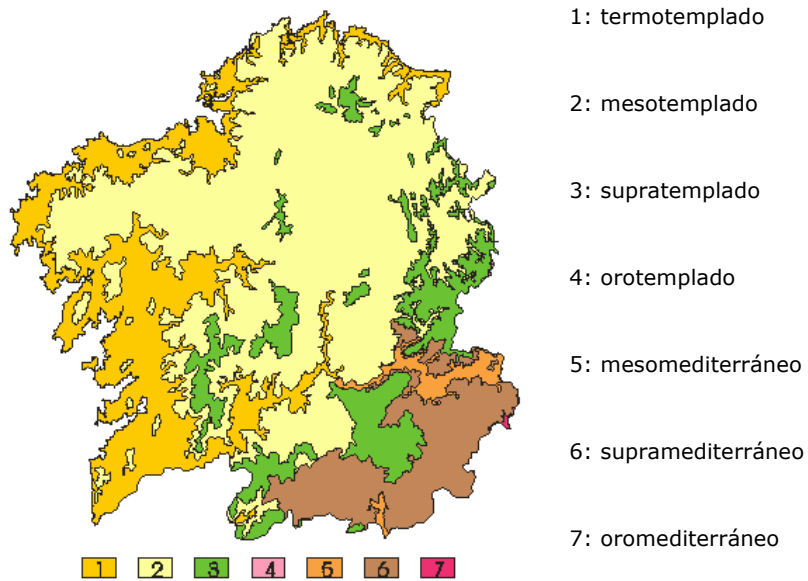 1: termotemplado
2: mesotemplado
3: supratemplado
4: orotemplado
5: mesomediterráneo
6: supramediterráneo
7: oromediterráneo
1 2 3 4 5 6 7